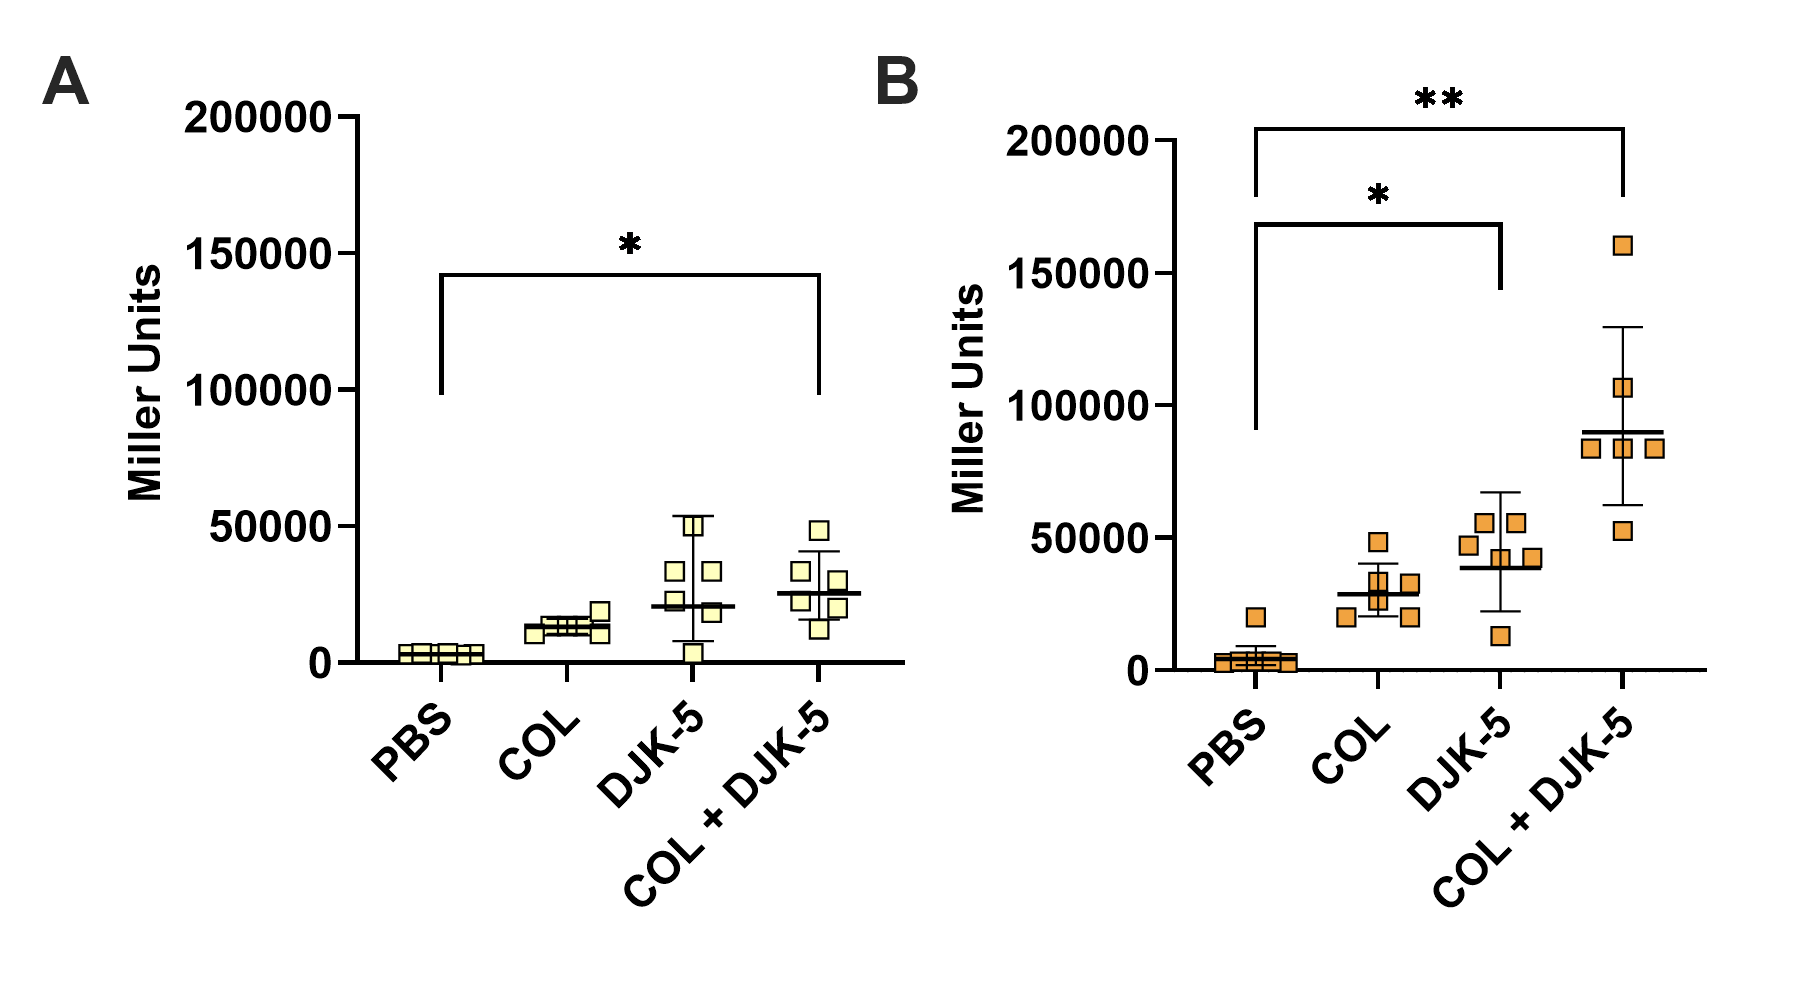 A
200000
150000
100000
50000
0
Miller Units
*
PBS
COL
DJK-5
COL + DJK-5
B
200000
150000
100000
50000
0
Miller Units
**
*
PBS
COL
DJK-5
COL + DJK-5